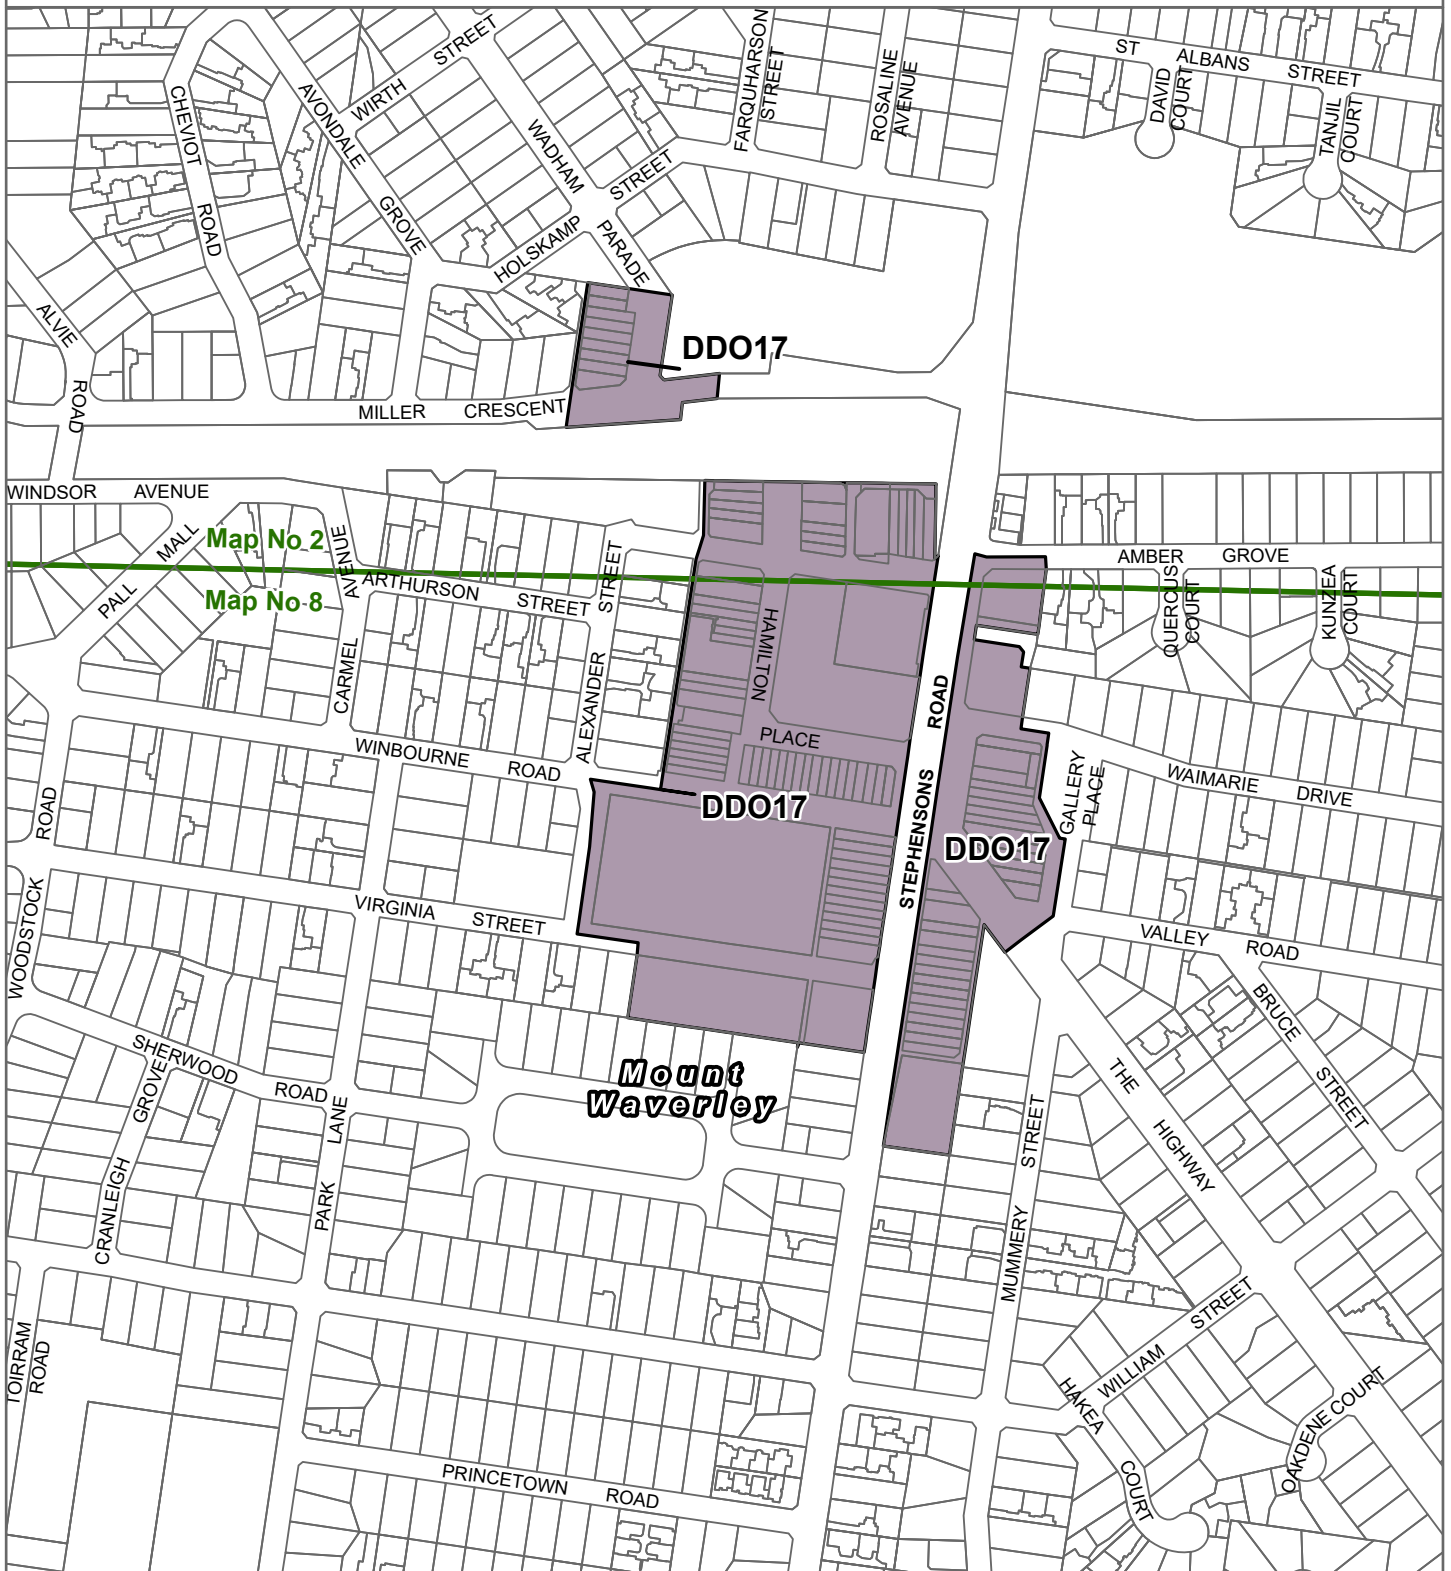 ST ALBANS STREET
DAVID
COURT
TANJIL
COURT
FARQUHARSON
STREET
ROSALINE
AVENUE
WIRTH STREET
AVONDALE GROVE
CHEVIOT ROAD
WADHAM PARADE
HOLSKAMP STREET
ALVIE ROAD
DDO17
MILLER CRESCENT
WINDSOR AVENUE
PALL MALL
Map No 2
Map No 8
CARMEL AVENUE
ARTHURSON STREET
ALEXANDER STREET
HAMILTON PLACE
AMBER GROVE
QUERCUS
COURT
KUNZEA
COURT
STEPHENSONS ROAD
WINBOURNE ROAD
DDO17
DDO17
GALLERY
PLACE
WAIMARIE DRIVE
WOODSTOCK ROAD
VIRGINIA STREET
VALLEY ROAD
BRUCE STREET
SHERWOOD ROAD
CRANLEIGH GROVE
PARK LANE
Mount
Waverley
THE HIGHWAY
MUMMERY STREET
WILLIAM STREET
HAKEA COURT
OAKDENE COURT
TOIRRAM
ROAD
PRINCETOWN ROAD